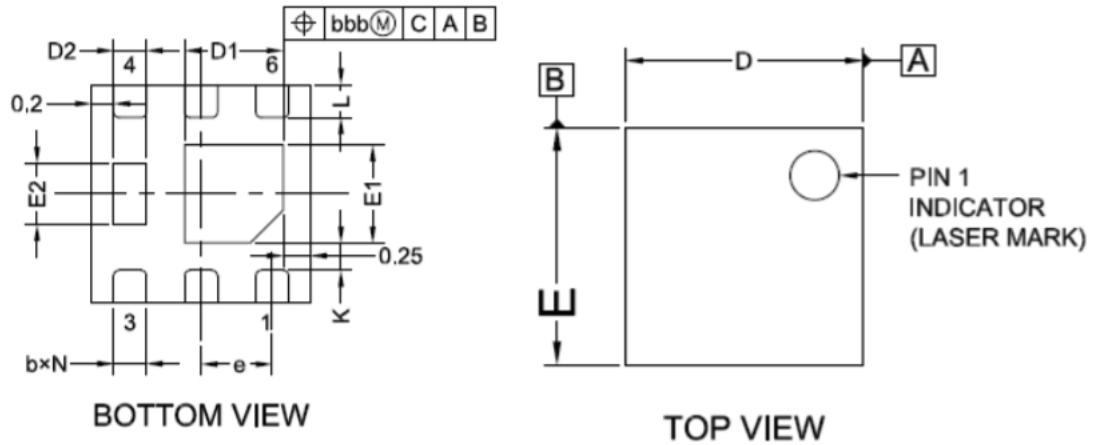 ⌖ bbbⓂ C A B
D2
4
D1
6
0.2
L
E2
E1
0.25
K
3
1
b×N
e
BOTTOM VIEW
D
A
B
E
PIN 1
INDICATOR
(LASER MARK)
TOP VIEW